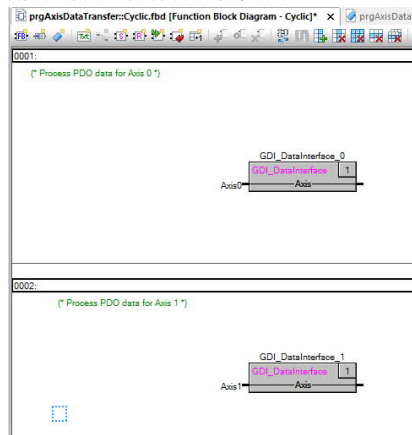 prgAxisDataTransfer::Cyclic.fbd [Function Block Diagram - Cyclic]* × prgAxisData
0001:
(* Process PDO data for Axis 0 *)
GDI_DataInterface_0
GDI_DataInterface 1
Axis0 Axis
0002:
(* Process PDO data for Axis 1 *)
GDI_DataInterface_1
GDI_DataInterface 1
Axis1 Axis